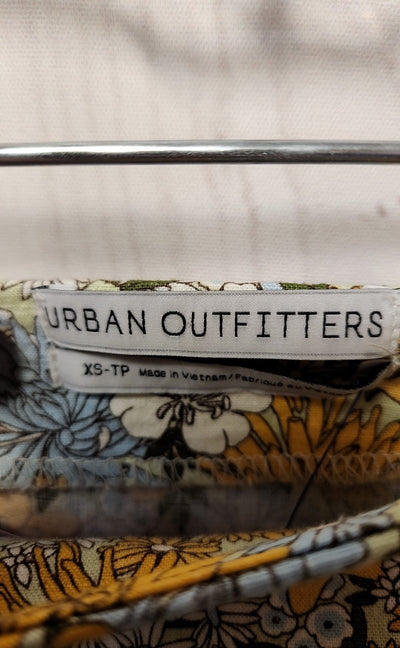 URBAN OUTFITTERS
XS-TP Made in Vietnam/Fabriqué au